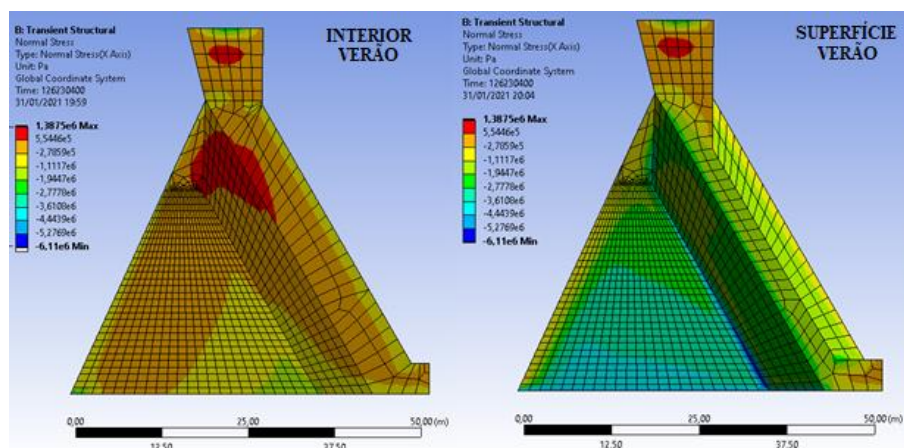 B: Transient Structural
Normal Stress
Type: Normal Stress(X Axis)
Unit: Pa
Global Coordinate System
Time: 126230400
31/01/2021 19:59
INTERIOR
VERÃO
1,3875e6 Max
5,5446e5
-2,7859e5
-1,1117e6
-1,9447e6
-2,7778e6
-3,6108e6
-4,4439e6
-5,2769e6
-6,11e6 Min
0,00
25,00
50,00 (m)
12,50
37,50
B: Transient Structural
Normal Stress
Type: Normal Stress(X Axis)
Unit: Pa
Global Coordinate System
Time: 126230400
31/01/2021 20:04
SUPERFÍCIE
VERÃO
1,3875e6 Max
5,5446e5
-2,7859e5
-1,1117e6
-1,9447e6
-2,7778e6
-3,6108e6
-4,4439e6
-5,2769e6
-6,11e6 Min
0,00
25,00
50,00 (m)
12,50
37,50